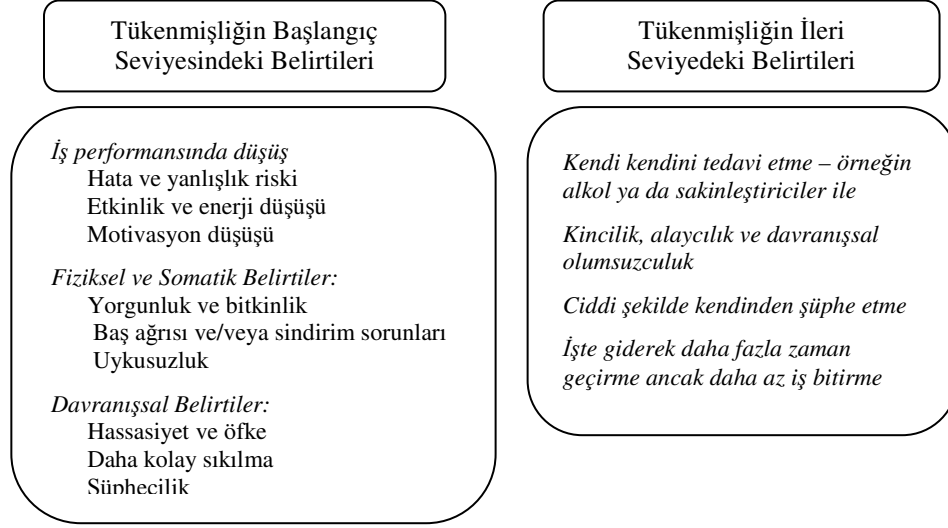 Tükenmişliğin Başlangıç
Seviyesindeki Belirtileri
İş performansında düşüş
Hata ve yanlışlık riski
Etkinlik ve enerji düşüşü
Motivasyon düşüşü
Fiziksel ve Somatik Belirtiler:
Yorgunluk ve bitkinlik
Baş ağrısı ve/veya sindirim sorunları
Uykusuzluk
Davranışsal Belirtiler:
Hassasiyet ve öfke
Daha kolay sıkılma
Şüphecilik
Tükenmişliğin İleri
Seviyedeki Belirtileri
Kendi kendini tedavi etme – örneğin
alkol ya da sakinleştiriciler ile
Kincilik, alaycılık ve davranışsal
olumsuzculuk
Ciddi şekilde kendinden şüphe etme
İşte giderek daha fazla zaman
geçirme ancak daha az iş bitirme